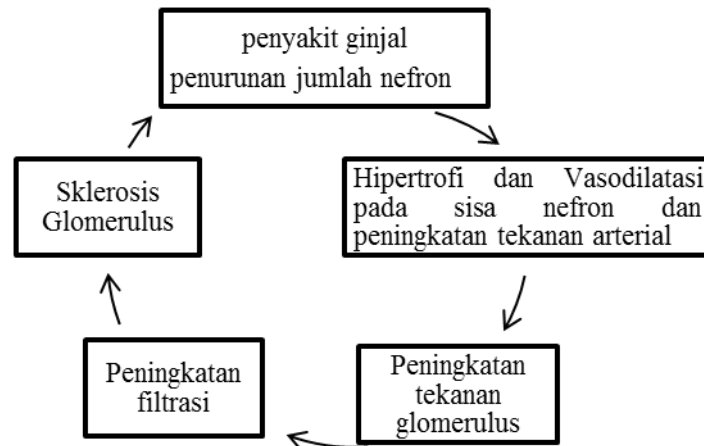 penyakit ginjal
penurunan jumlah nefron
Hipertrofi dan Vasodilatasi
pada sisa nefron dan
peningkatan tekanan arterial
Peningkatan
tekanan
glomerulus
Peningkatan
filtrasi
Sklerosis
Glomerulus